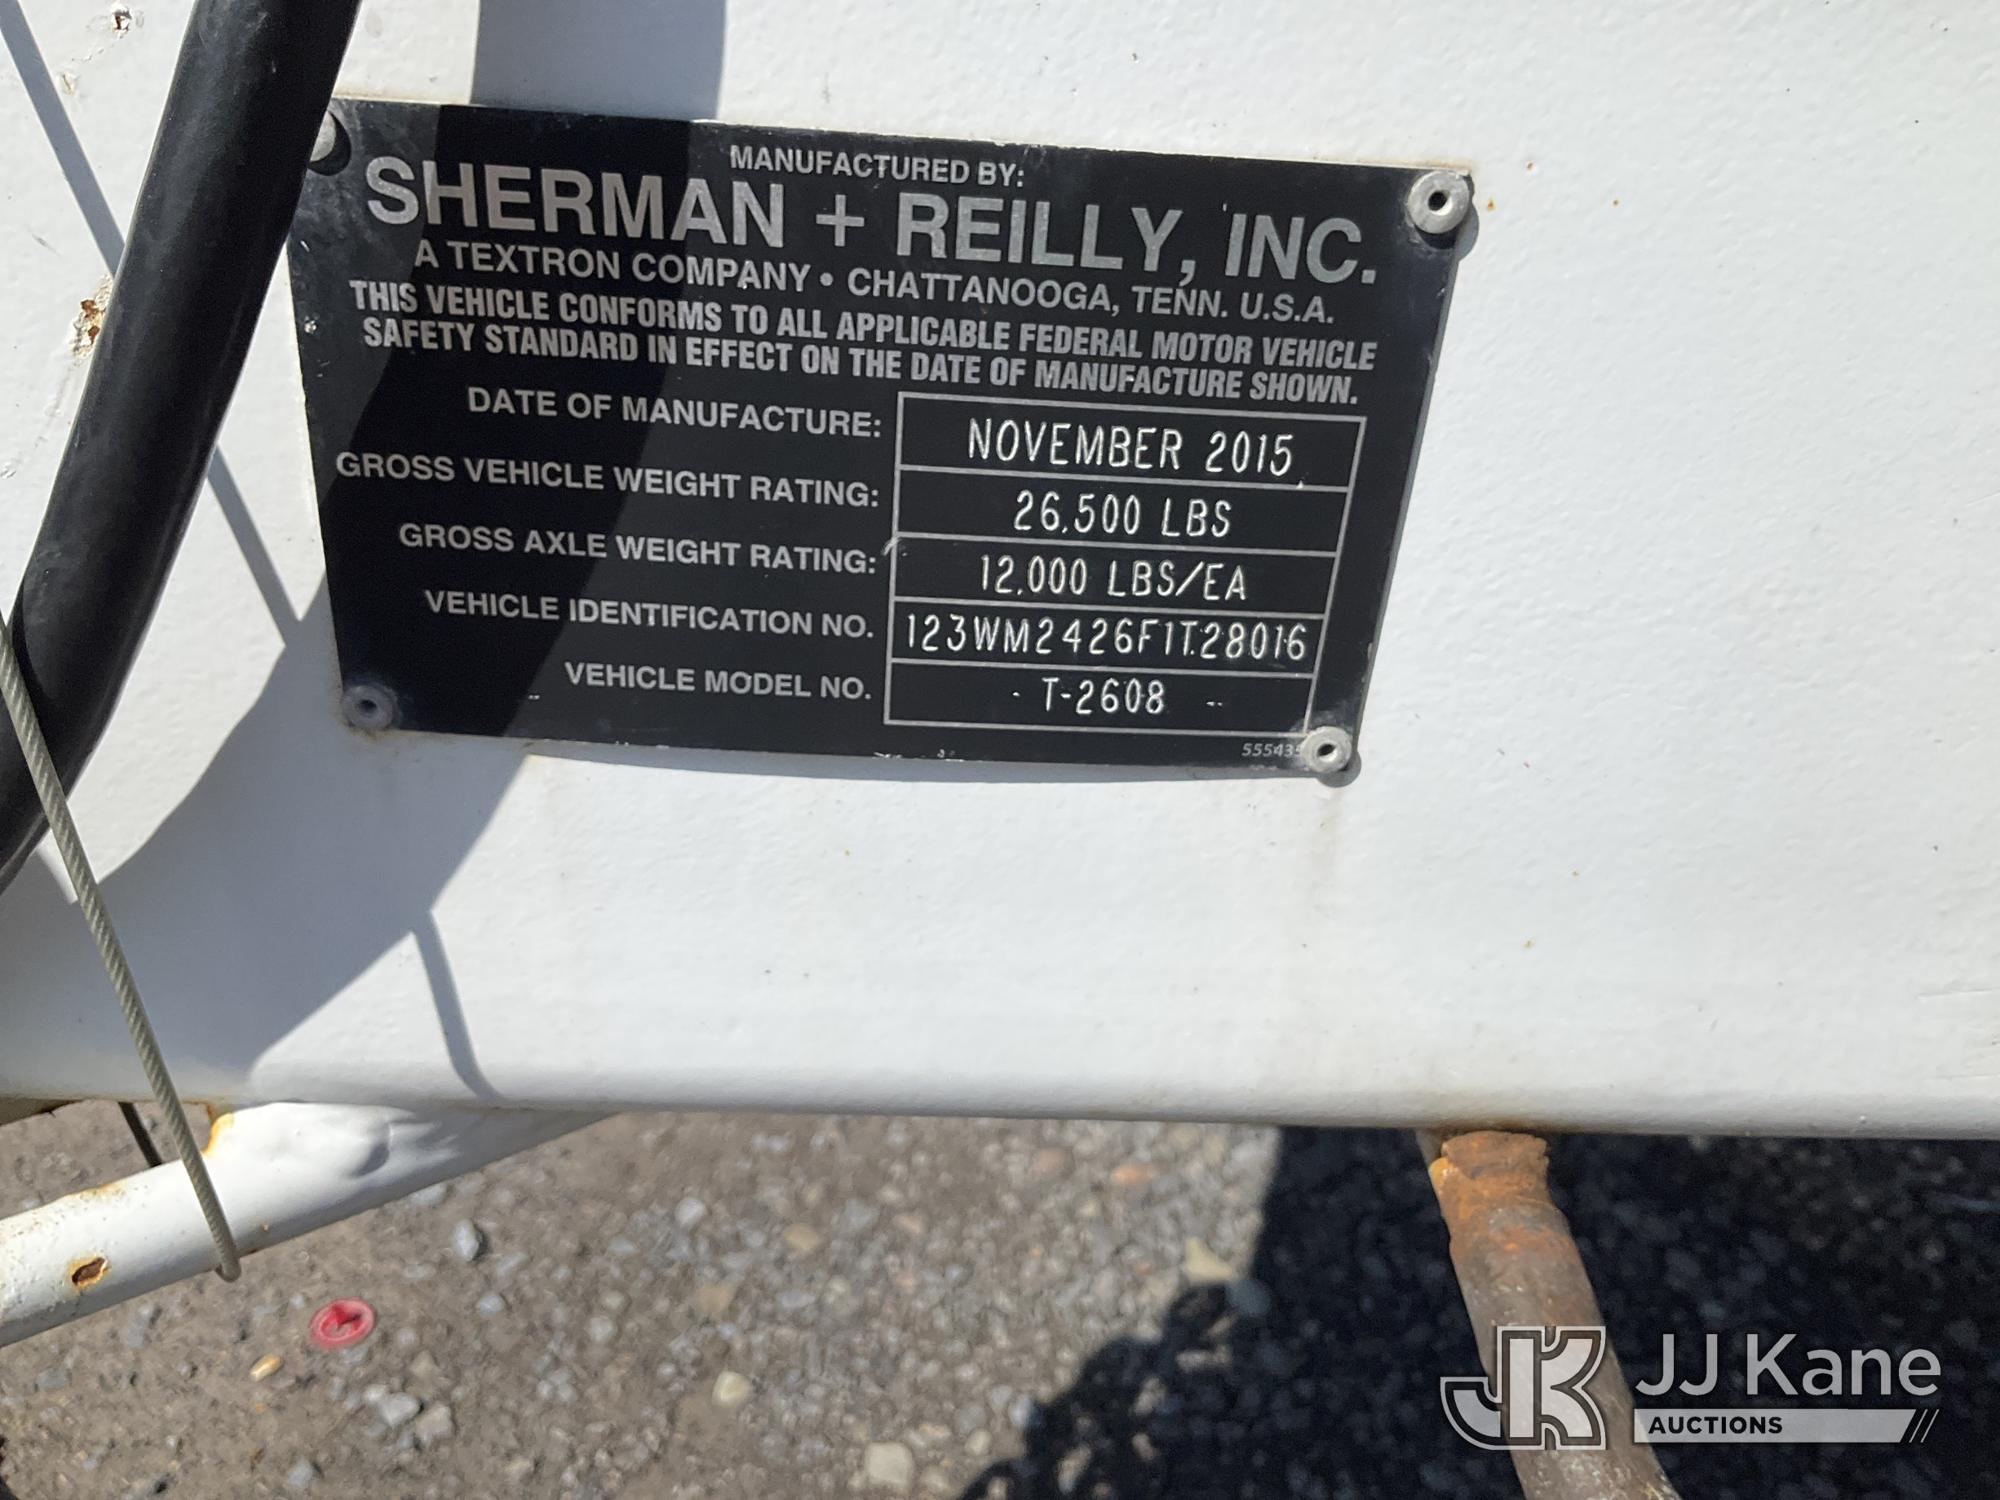 MANUFACTURED BY:
SHERMAN + REILLY, INC.
A TEXTRON COMPANY • CHATTANOOGA, TENN. U.S.A.
THIS VEHICLE CONFORMS TO ALL APPLICABLE FEDERAL MOTOR VEHICLE
SAFETY STANDARD IN EFFECT ON THE DATE OF MANUFACTURE SHOWN.
DATE OF MANUFACTURE: NOVEMBER 2015
GROSS VEHICLE WEIGHT RATING: 26,500 LBS
GROSS AXLE WEIGHT RATING: 12,000 LBS/EA
VEHICLE IDENTIFICATION NO. 123WM2426F1T28016
VEHICLE MODEL NO. T-2608
JK JJ Kane
AUCTIONS